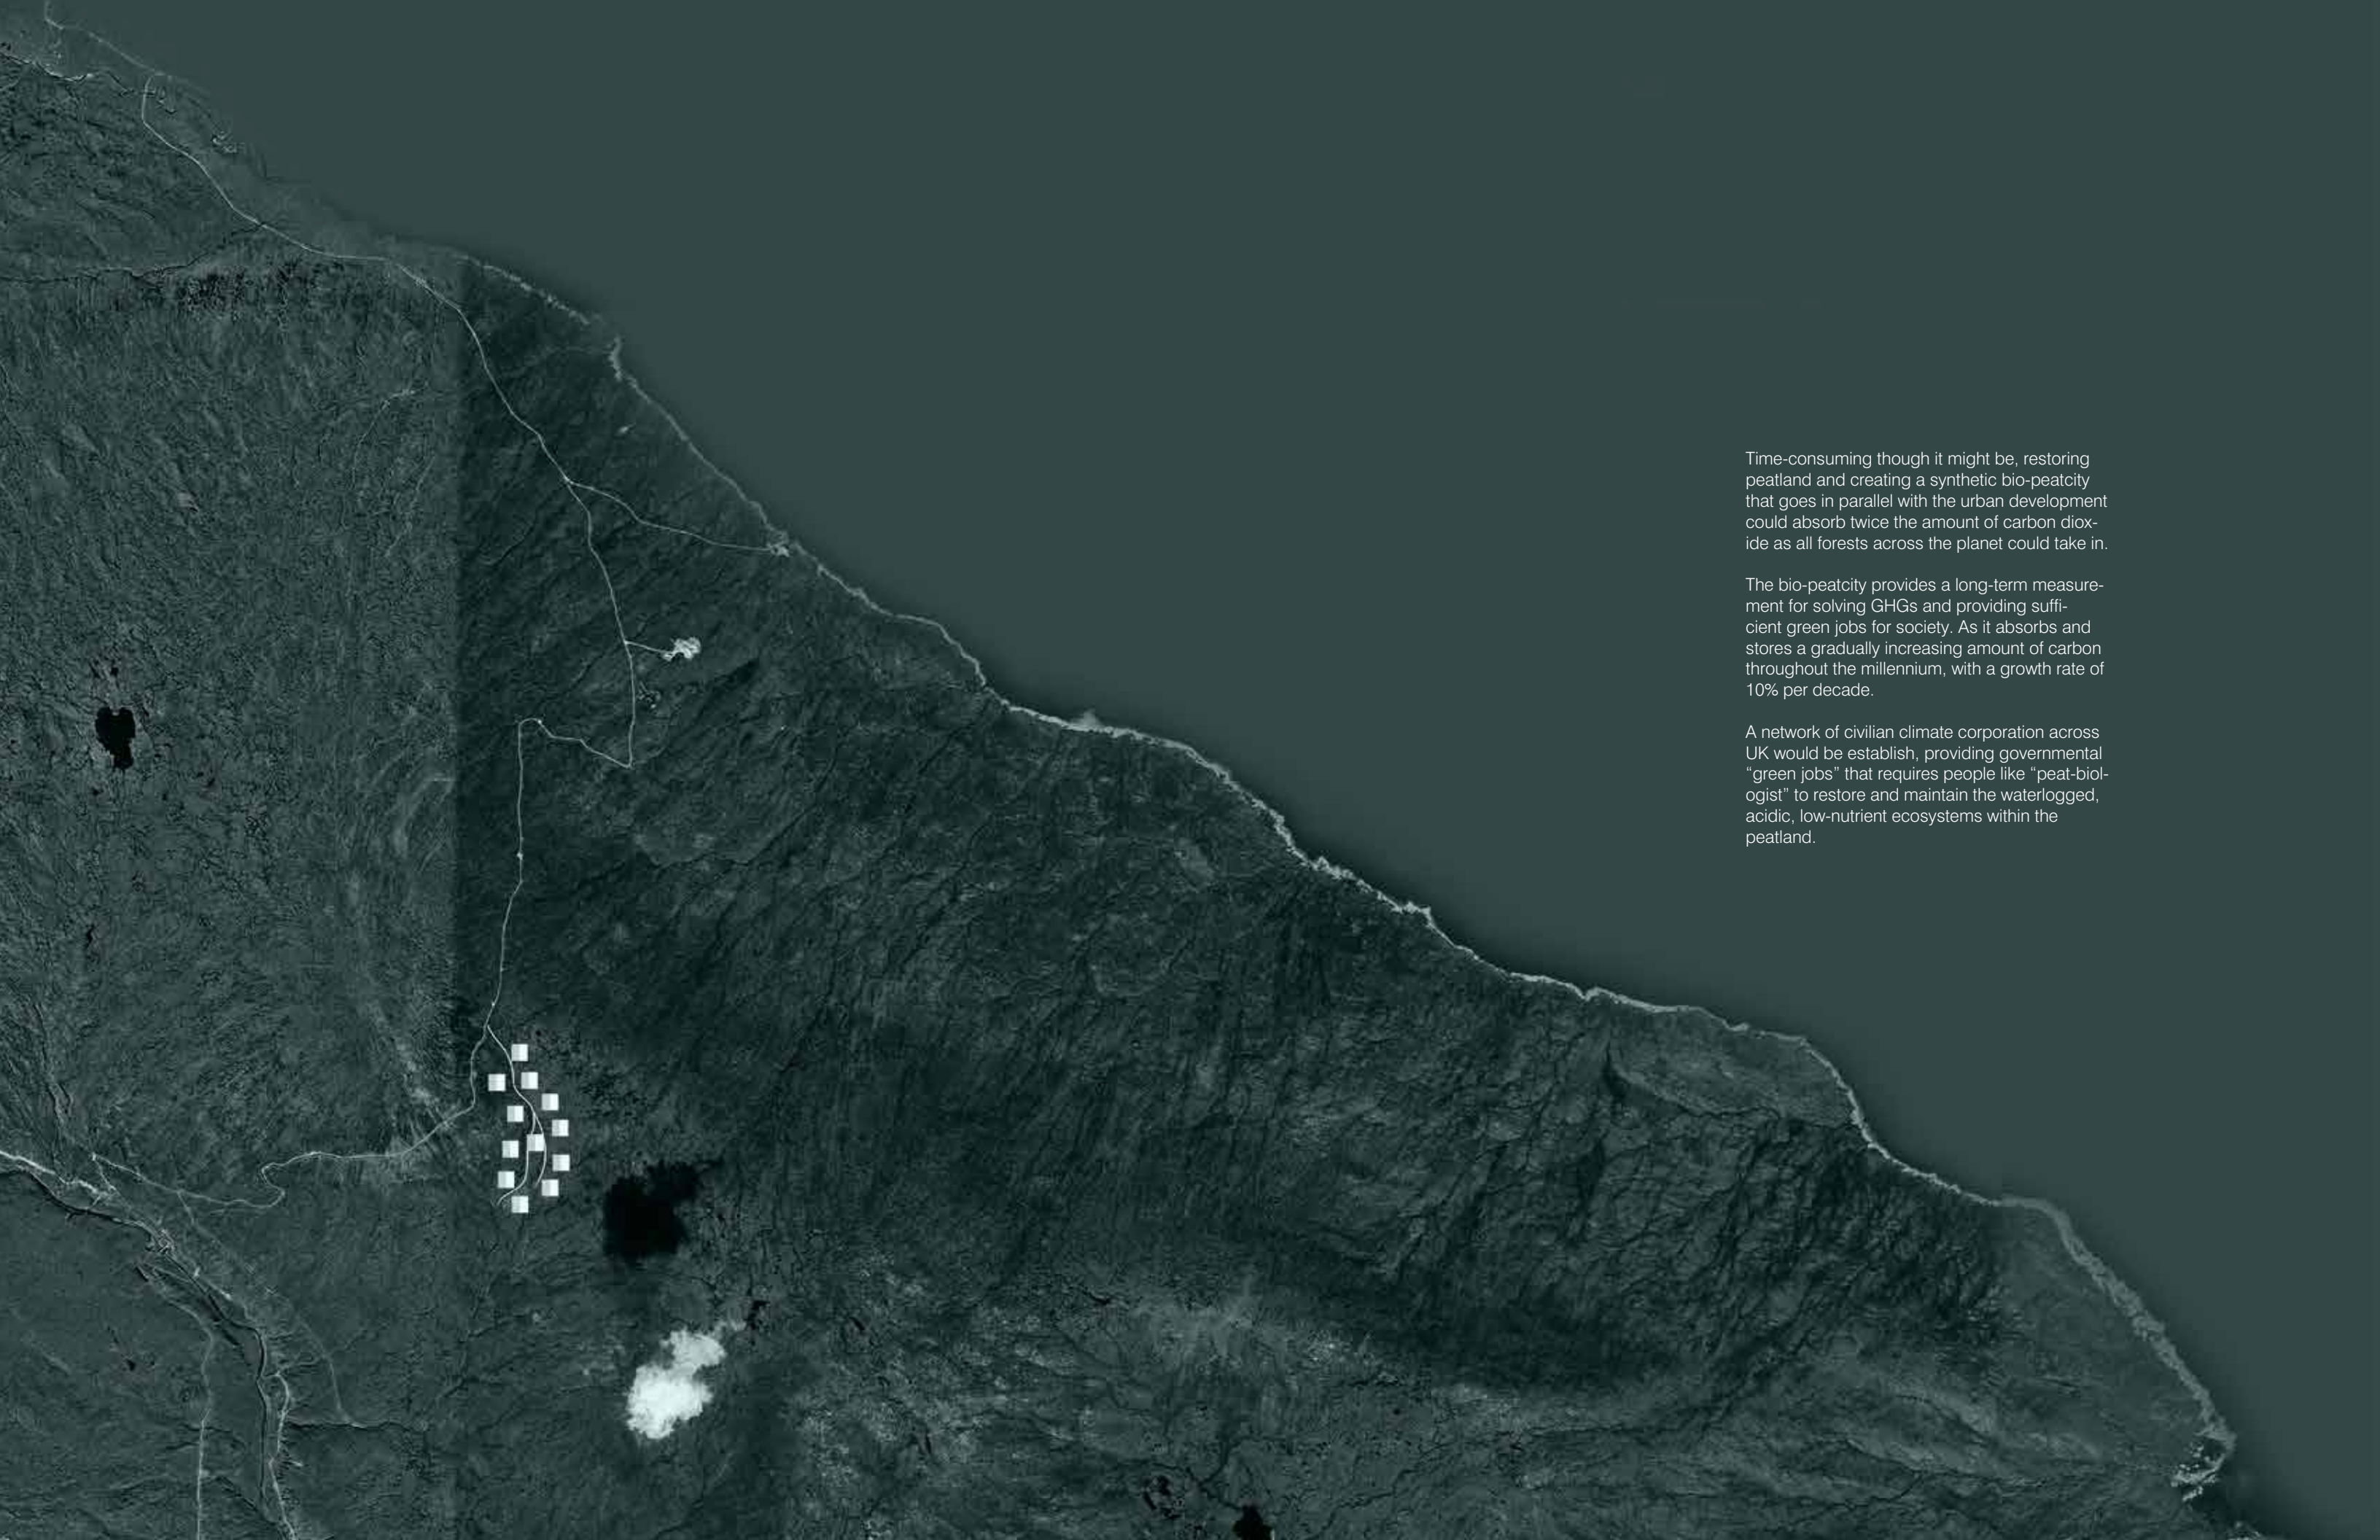 Time-consuming though it might be, restoring
peatland and creating a synthetic bio-peatcity
that goes in parallel with the urban development
could absorb twice the amount of carbon diox-
ide as all forests across the planet could take in.
The bio-peatcity provides a long-term measure-
ment for solving GHGs and providing suffi-
cient green jobs for society. As it absorbs and
stores a gradually increasing amount of carbon
throughout the millennium, with a growth rate of
10% per decade.
A network of civilian climate corporation across
UK would be establish, providing governmental
“green jobs” that requires people like “peat-biol-
ogist” to restore and maintain the waterlogged,
acidic, low-nutrient ecosystems within the
peatland.